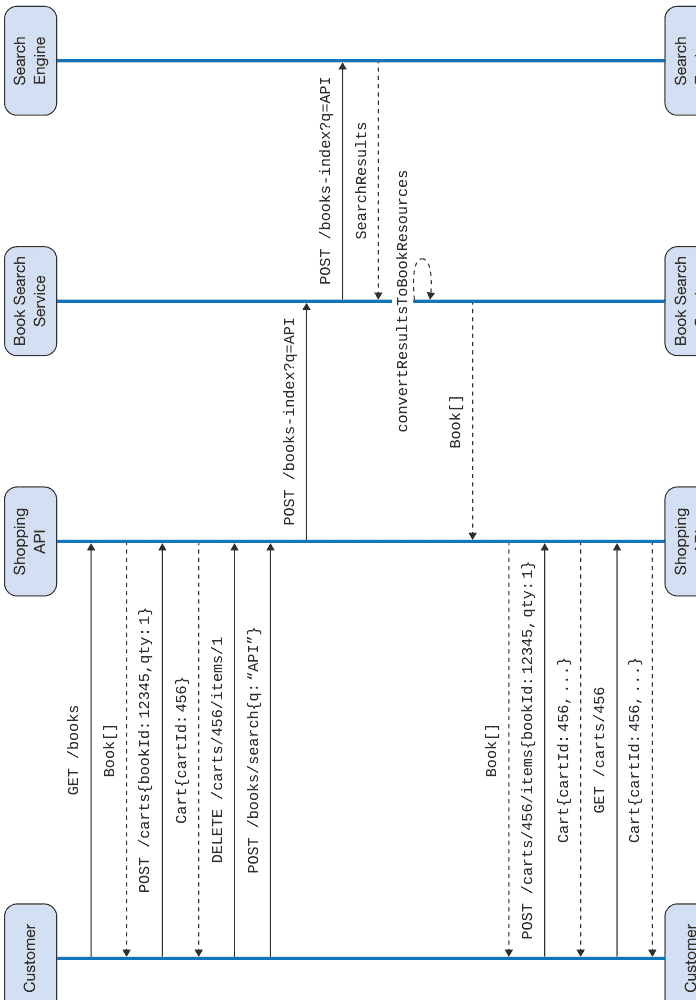 Customer
Shopping
API
Book Search
Service
Search
Engine
GET /books
Book[]
POST /carts{bookId:12345,qty:1}
Cart{cartId:456}
DELETE /carts/456/items/1
POST /books/search{q:“API”}
POST /books-index?q=API
POST /books-index?q=API
SearchResults
convertResultsToBookResources
Book[]
Book[]
POST /carts/456/items{bookId:12345, qty:1}
Cart{cartId:456,...}
GET /carts/456
Cart{cartId:456,...}
Customer
Shopping
Book Search
Search